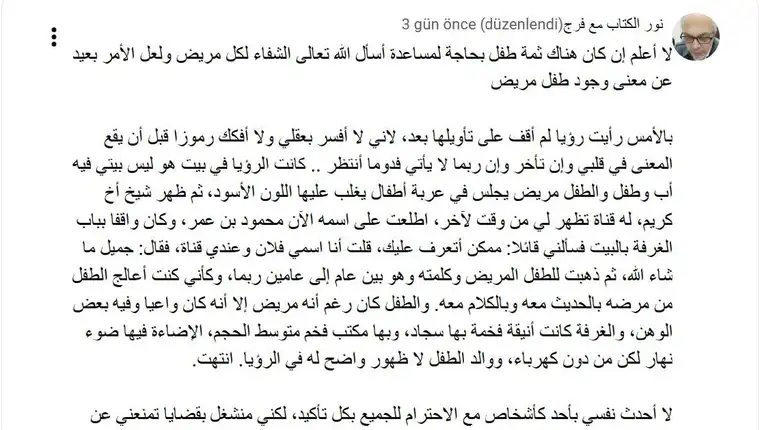 نور الكتاب مع فرج 3 gün önce (düzenlendi)
لا أعلم إن كان هناك ثمة طفل بحاجة لمساعدة أسأل الله تعالى الشفاء لكل مريض ولعل الأمر بعيد
عن معنى وجود طفل مريض
بالأمس رأيت رؤيا لم أقف على تأويلها بعد، لاني لا أفسر بعقلي ولا أفكك رموزا قبل أن يقع
المعنى في قلبي وإن تأخر وإن ربما لا يأتي فدوما أنتظر .. كانت الرؤيا في بيت هو ليس بيتي فيه
أب وطفل والطفل مريض يجلس في عربة أطفال يغلب عليها اللون الأسود، ثم ظهر شيخ أخ
كريم، له قناة تظهر لي من وقت لآخر، اطلعت على اسمه الآن محمود بن عمر، وكان واقفا بباب
الغرفة بالبيت فسألني قائلا: ممكن أتعرف عليك، قلت أنا اسمي فلان وعندي قناة، فقال: جميل ما
شاء الله، ثم ذهبت للطفل المريض وكلمته وهو بين عام إلى عامين ربما، وكأني كنت أعالج الطفل
من مرضه بالحديث معه وبالكلام معه. والطفل كان رغم أنه مريض إلا أنه كان واعيا وفيه بعض
الوهن، والغرفة كانت أنيقة فخمة بها سجاد، وبها مكتب فخم متوسط الحجم، الإضاءة فيها ضوء
نهار لكن من دون كهرباء، ووالد الطفل لا ظهور واضح له في الرؤيا. انتهت.
لا أحدث نفسي بأحد كأشخاص مع الاحترام للجميع بكل تأكيد، لكني منشغل بقضايا تمنعني عن